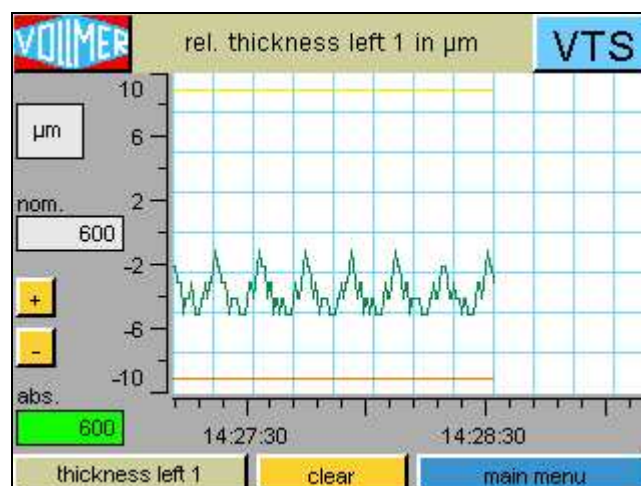 VOLLMER
rel. thickness left 1 in µm
VTS
10
µm
6
nom.
2
600
-2
+
-6
-
-10
abs.
600
14:27:30
14:28:30
thickness left 1
clear
main menu